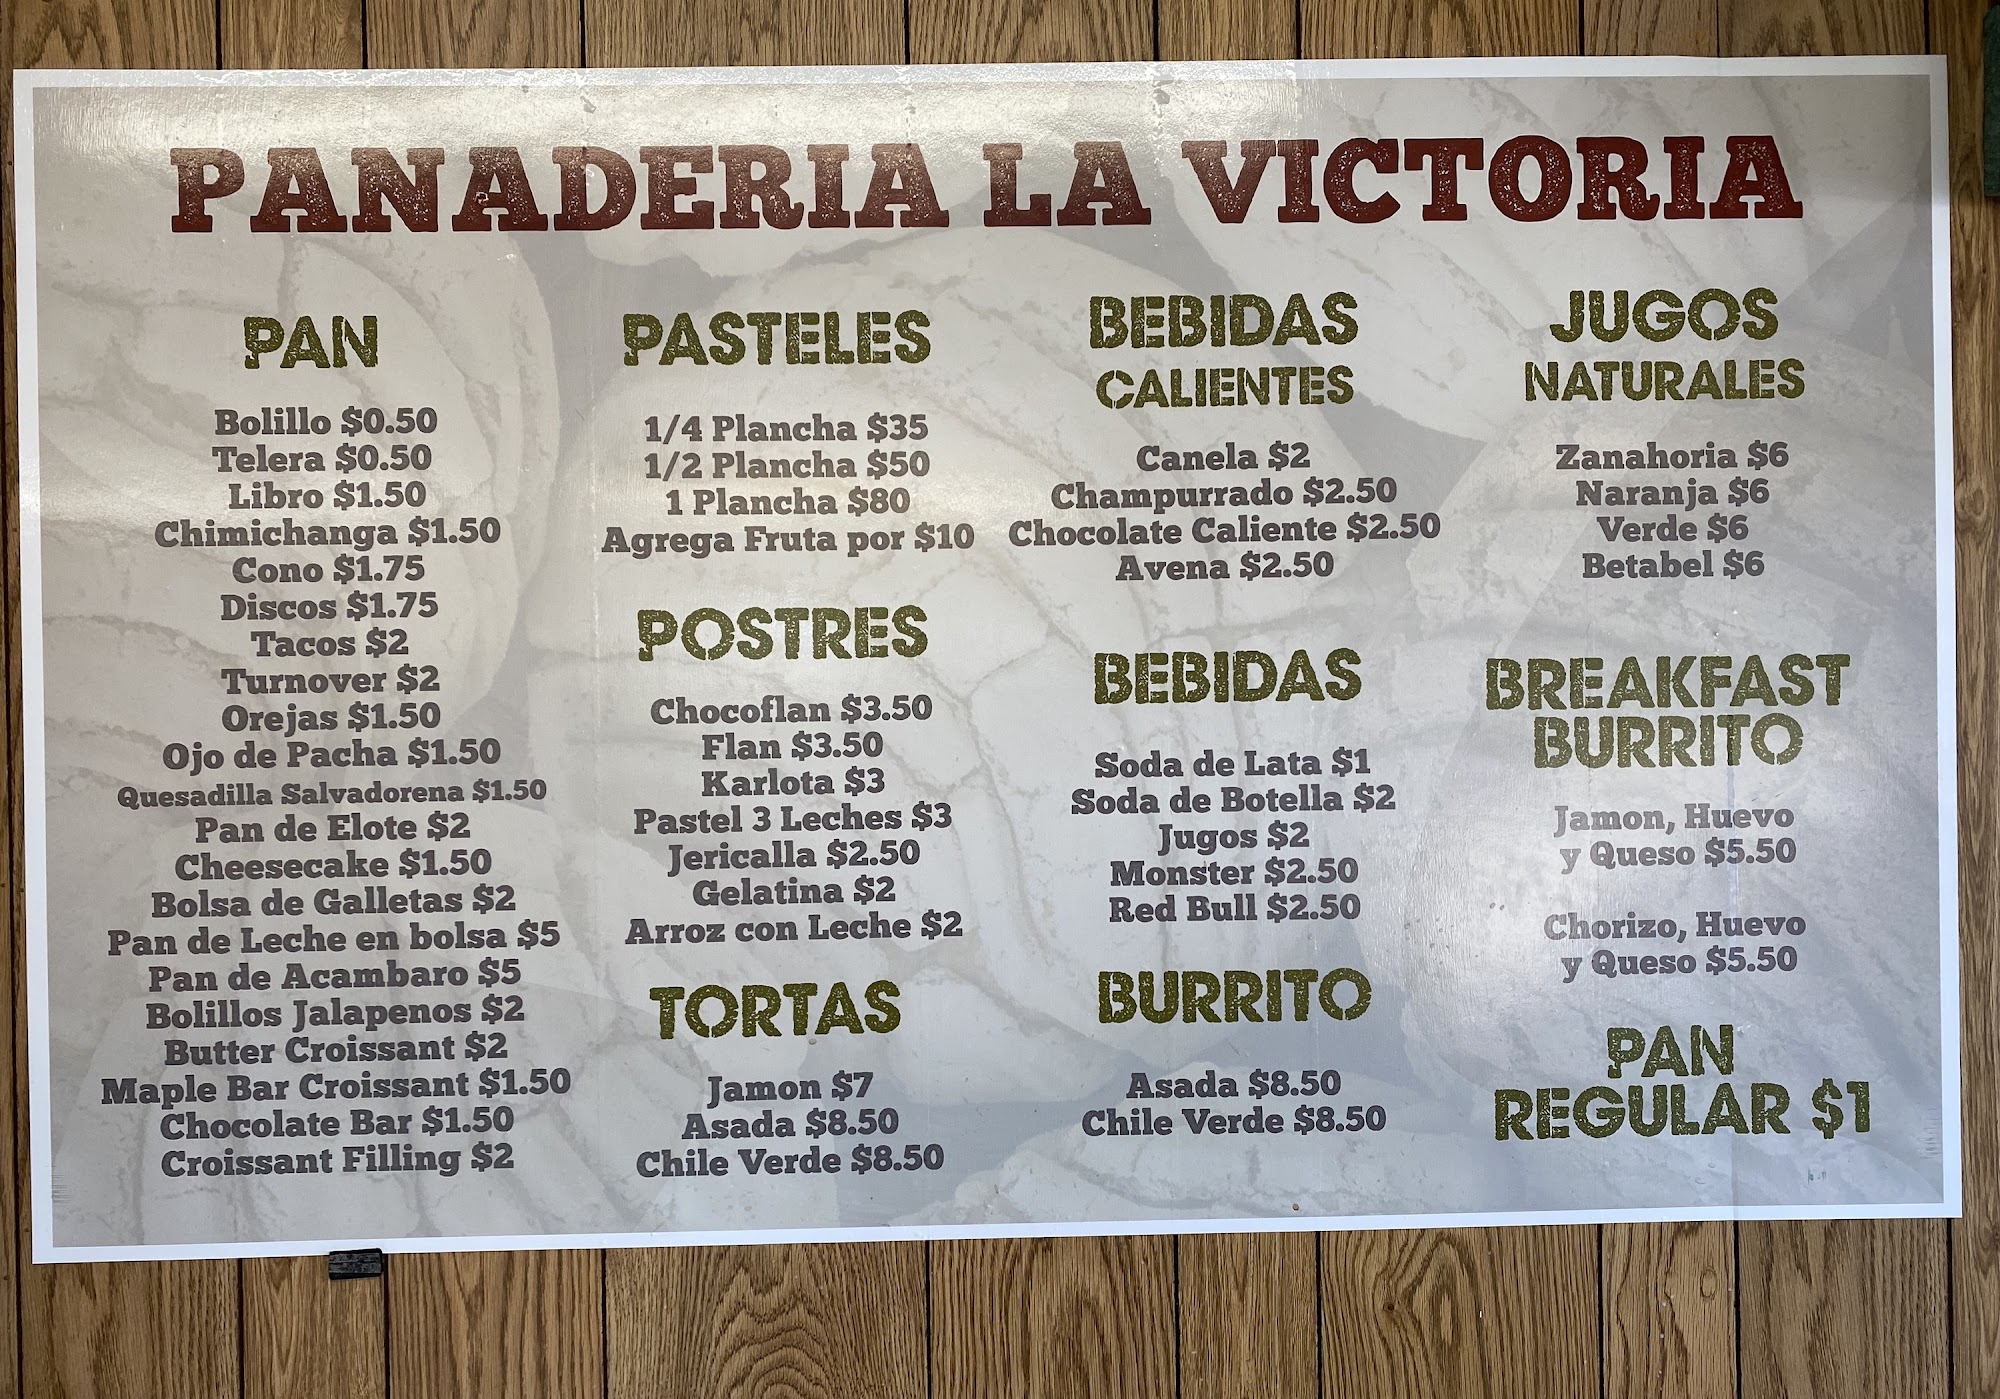 PANADERIA LA VICTORIA
PAN
Bolillo $0.50
Telera $0.50
Libro $1.50
Chimichanga $1.50
Cono $1.75
Discos $1.75
Tacos $2
Turnover $2
Orejas $1.50
Ojo de Pacha $1.50
Quesadilla Salvadorena $1.50
Pan de Elote $2
Cheesecake $1.50
Bolsa de Galletas $2
Pan de Leche en bolsa $5
Pan de Acambaro $5
Bolillos Jalapenos $2
Butter Croissant $2
Maple Bar Croissant $1.50
Chocolate Bar $1.50
Croissant Filling $2
PASTELES
1/4 Plancha $35
1/2 Plancha $50
1 Plancha $80
Agrega Fruta por $10
POSTRES
Chocoflan $3.50
Flan $3.50
Karlota $3
Pastel 3 Leches $3
Jericalla $2.50
Gelatina $2
Arroz con Leche $2
TORTAS
Jamon $7
Asada $8.50
Chile Verde $8.50
BEBIDAS
CALIENTES
Canela $2
Champurrado $2.50
Chocolate Caliente $2.50
Avena $2.50
BEBIDAS
Soda de Lata $1
Soda de Botella $2
Jugos $2
Monster $2.50
Red Bull $2.50
BURRITO
Asada $8.50
Chile Verde $8.50
JUGOS
NATURALES
Zanahoria $6
Naranja $6
Verde $6
Betabel $6
BREAKFAST
BURRITO
Jamon, Huevo
y Queso $5.50
Chorizo, Huevo
y Queso $5.50
PAN
REGULAR $1